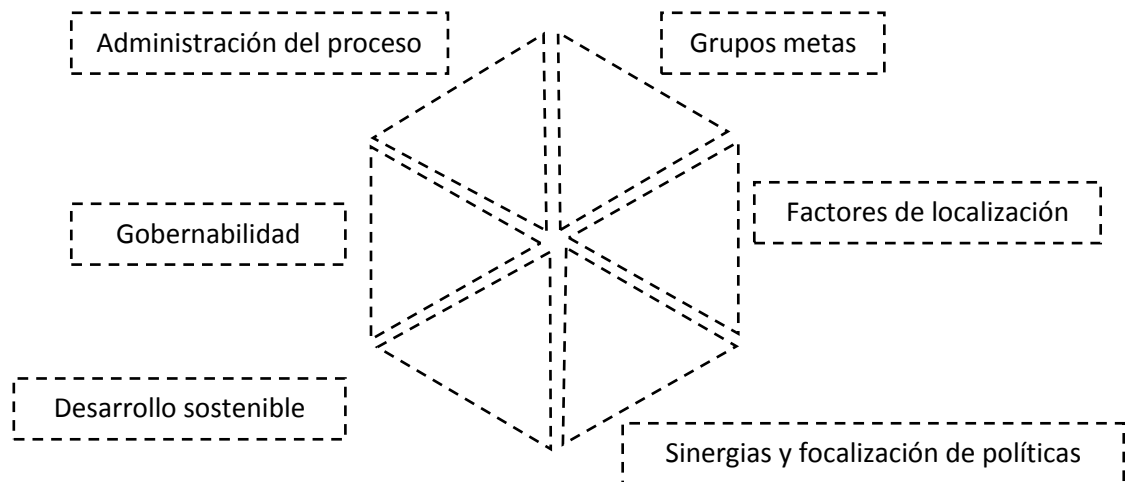 Administración del proceso
Grupos metas
Gobernabilidad
Factores de localización
Desarrollo sostenible
Sinergias y focalización de políticas